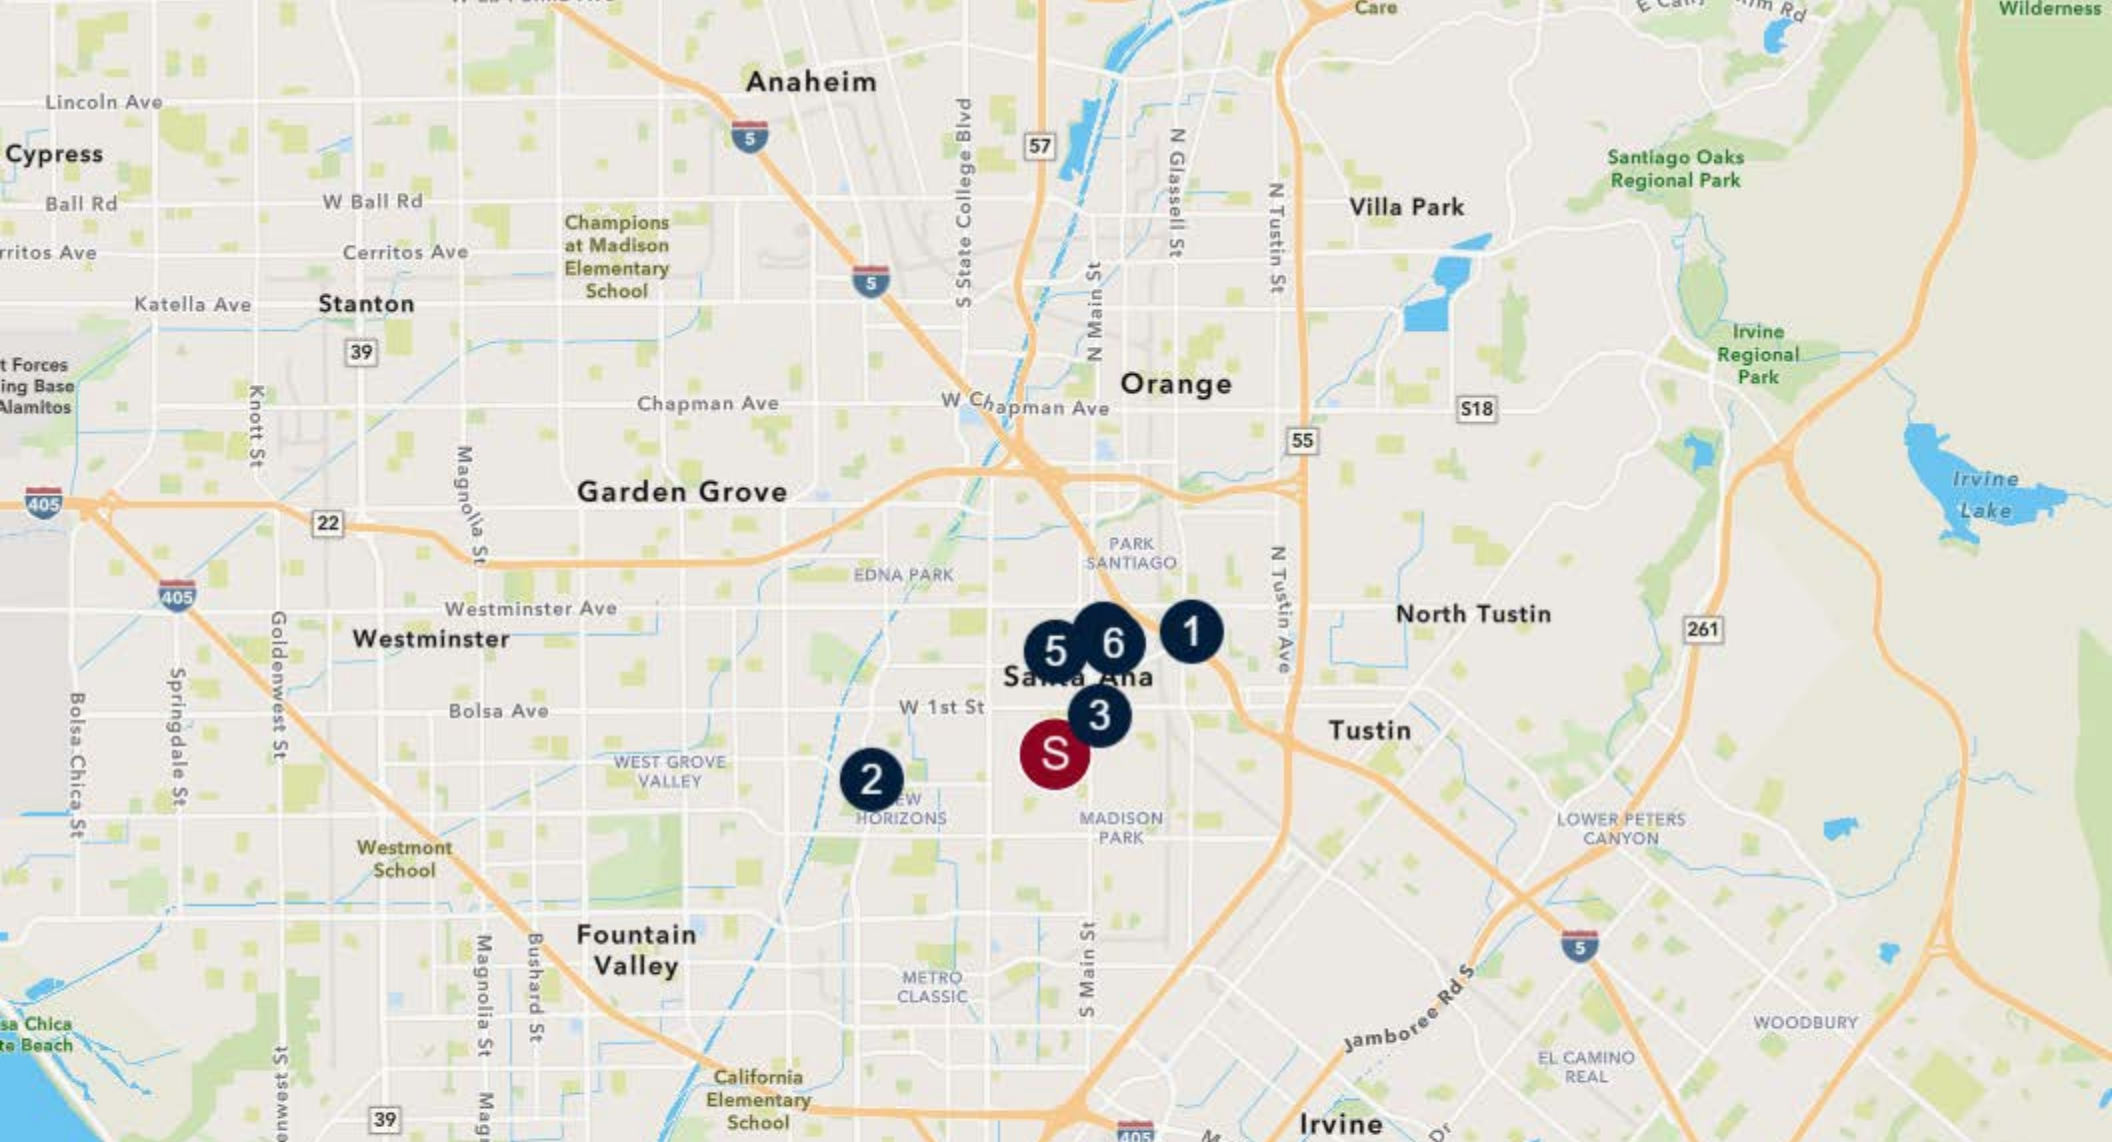 Care
Wilderness
Anaheim
Lincoln Ave
5
57
Cypress
Santiago Oaks
Regional Park
Ball Rd
W Ball Rd
S State College Blvd
N Glassell St
N Tustin St
Villa Park
Champions
at Madison
Elementary
School
rritos Ave
Cerritos Ave
5
Katella Ave
Stanton
N Main St
Irvine
Regional
Park
39
t Forces
ing Base
Alamitos
Knott St
Orange
Chapman Ave
W Chapman Ave
S18
55
Magnolia St
Garden Grove
Irvine
Lake
405
22
PARK
SANTIAGO
EDNA PARK
N Tustin Ave
405
Westminster Ave
Westminster
North Tustin
261
5
6
1
Santa Ana
Goldenwest St
Springdale St
Bolsa Chica St
Bolsa Ave
W 1st St
3
Tustin
S
WEST GROVE
VALLEY
2
HORIZONS
MADISON
PARK
LOWER PETERS
CANYON
Westmont
School
Fountain
Valley
Magnolia St
Bushard St
S Main St
METRO
CLASSIC
5
Jamboree Rd S
sa Chica
te Beach
WOODBURY
EL CAMINO
REAL
California
Elementary
School
39
Irvine
405
Dr